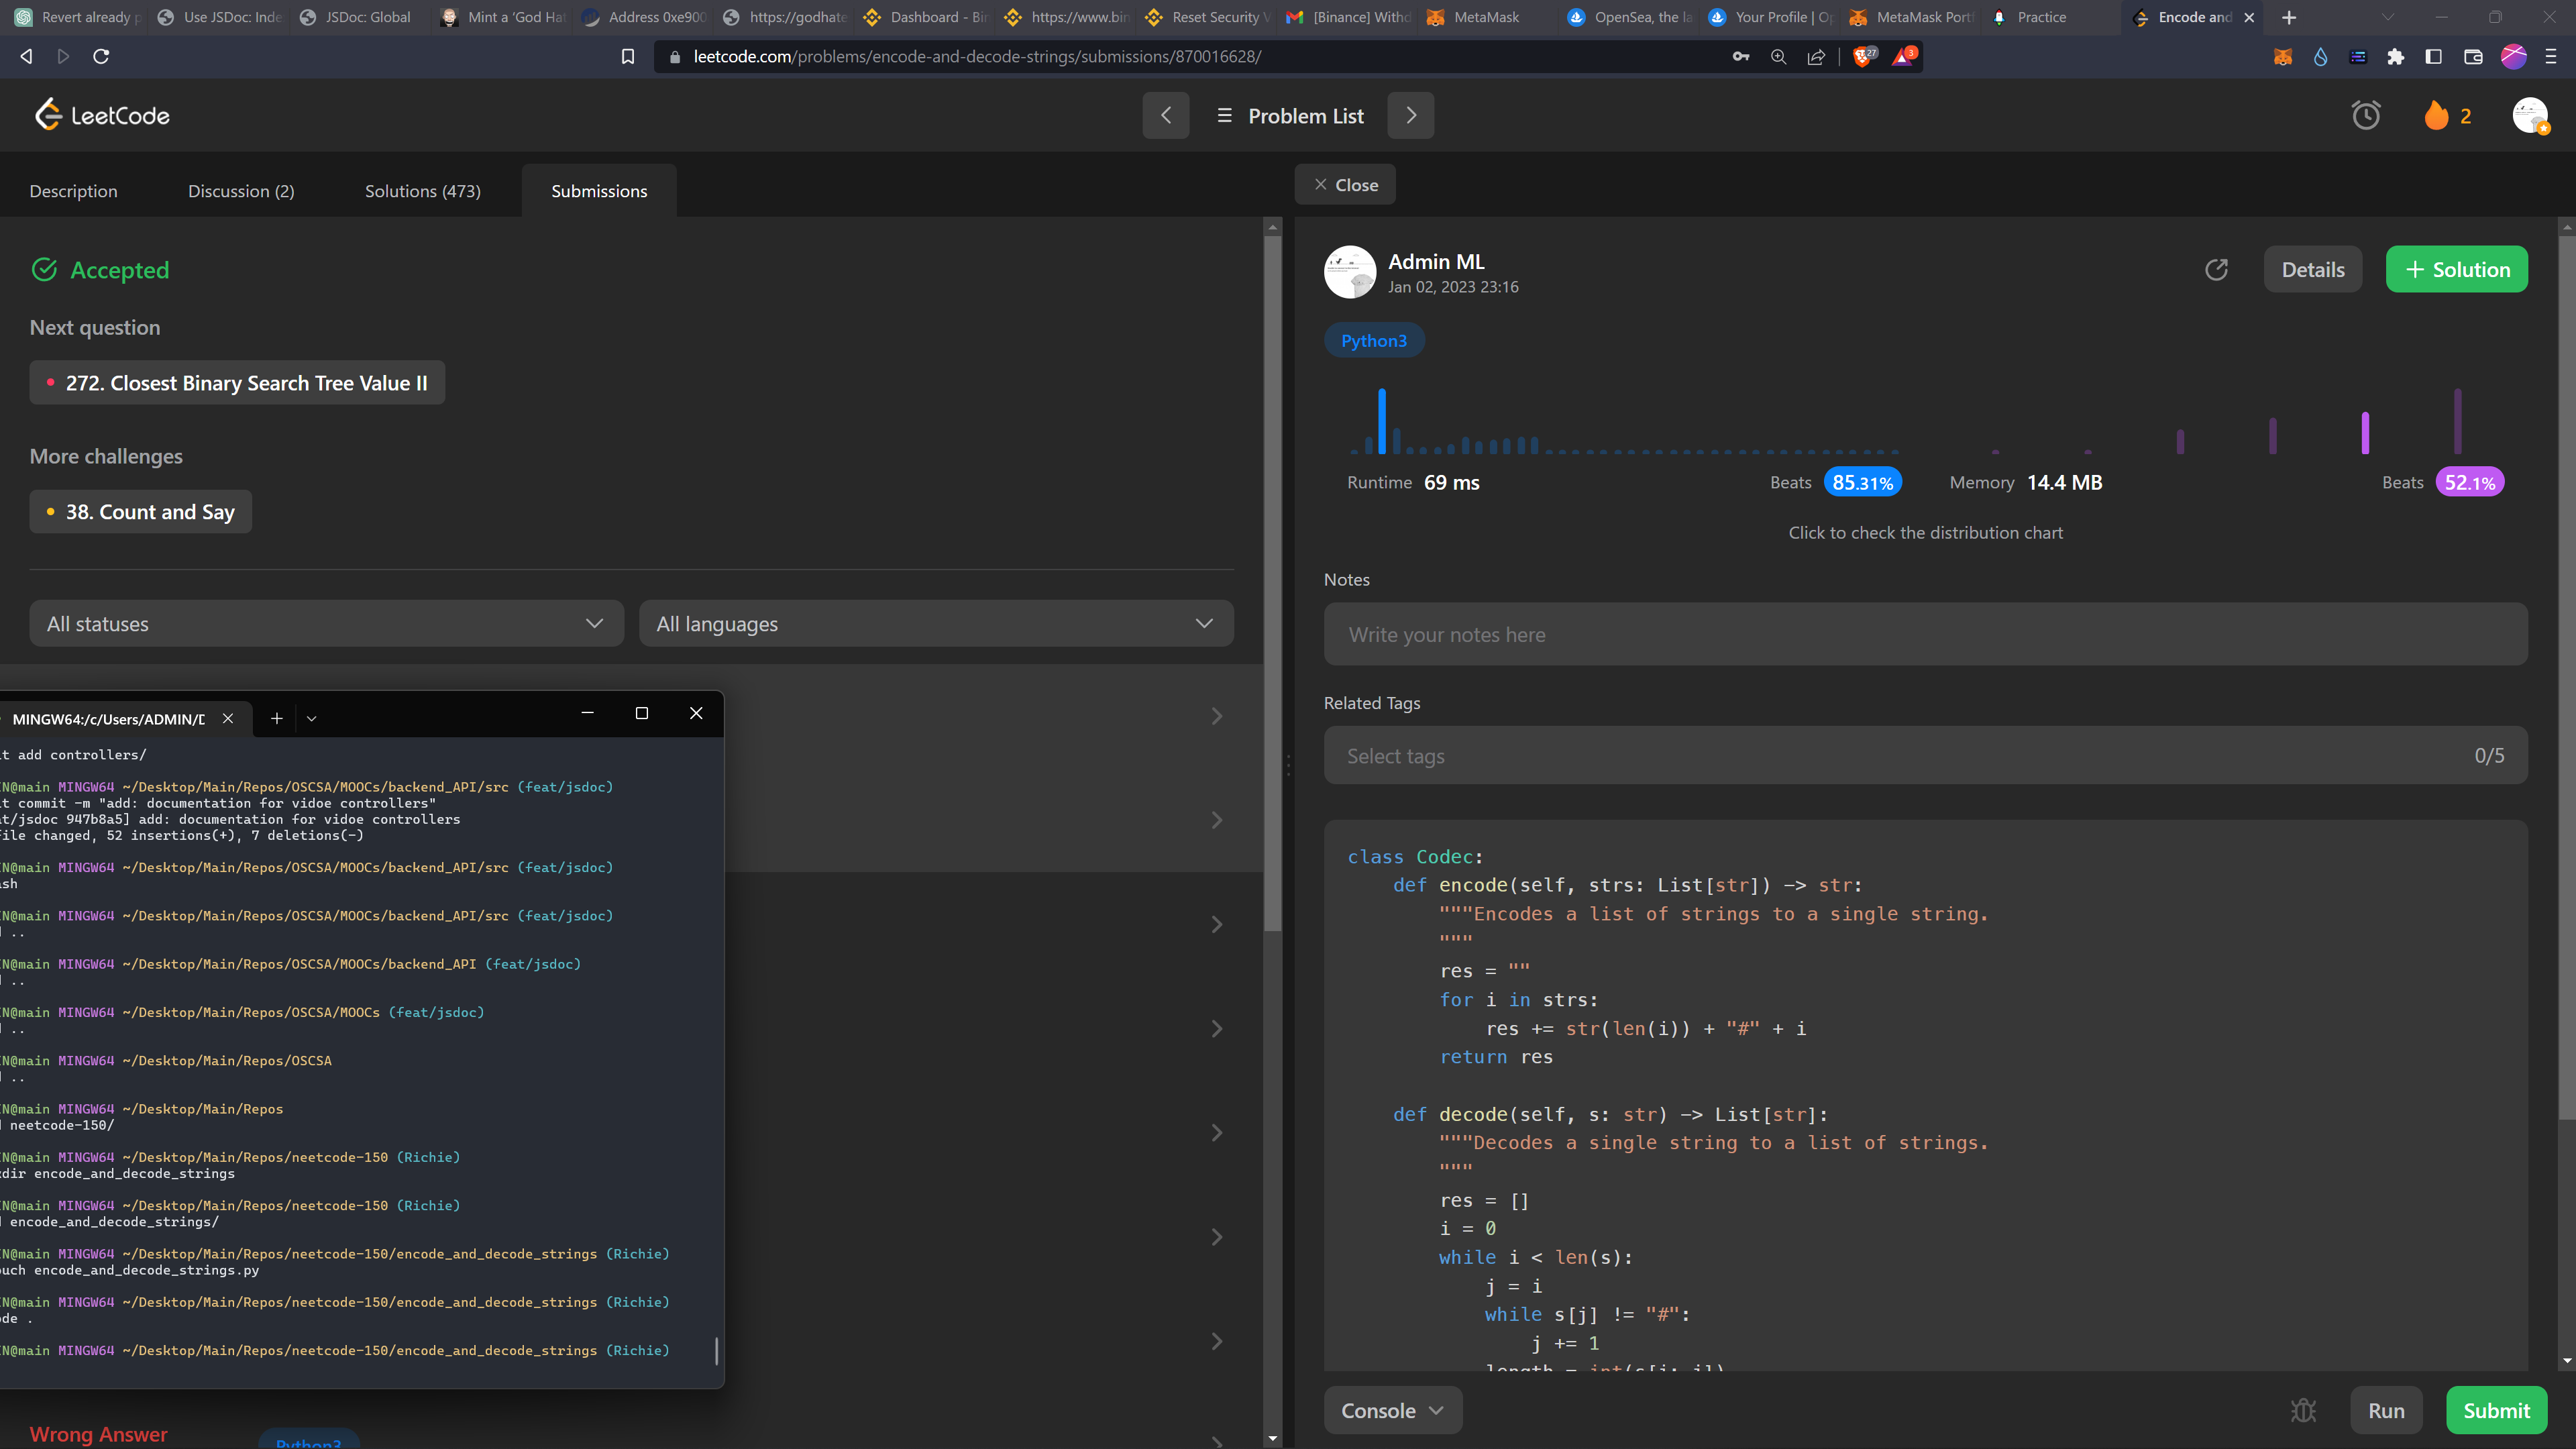 Revert already p
Use JSDoc: Inde
JSDoc: Global
Mint a 'God Hat
Address 0xe900
https://godhate
Dashboard - Bin
https://www.bin
Reset Security V
[Binance] Withd
MetaMask
OpenSea, the la
Your Profile | Op
MetaMask Portf
Practice
Encode and
leetcode.com/problems/encode-and-decode-strings/submissions/870016628/
27
3
LeetCode
Problem List
2
Description
Discussion (2)
Solutions (473)
Submissions
Close
Accepted
Next question
272. Closest Binary Search Tree Value II
More challenges
38. Count and Say
All statuses
All languages
MINGW64:/c/Users/ADMIN/D
t add controllers/
N@main MINGW64 ~/Desktop/Main/Repos/OSCSA/MOOCs/backend_API/src (feat/jsdoc)
it commit -m "add: documentation for vidoe controllers"
at/jsdoc 947b8a5] add: documentation for vidoe controllers
file changed, 52 insertions(+), 7 deletions(-)
N@main MINGW64 ~/Desktop/Main/Repos/OSCSA/MOOCs/backend_API/src (feat/jsdoc)
ash
N@main MINGW64 ~/Desktop/Main/Repos/OSCSA/MOOCs/backend_API/src (feat/jsdoc)
..
N@main MINGW64 ~/Desktop/Main/Repos/OSCSA/MOOCs/backend_API (feat/jsdoc)
..
N@main MINGW64 ~/Desktop/Main/Repos/OSCSA/MOOCs (feat/jsdoc)
..
N@main MINGW64 ~/Desktop/Main/Repos/OSCSA
..
N@main MINGW64 ~/Desktop/Main/Repos
neetcode-150/
N@main MINGW64 ~/Desktop/Main/Repos/neetcode-150 (Richie)
dir encode_and_decode_strings
N@main MINGW64 ~/Desktop/Main/Repos/neetcode-150 (Richie)
encode_and_decode_strings/
N@main MINGW64 ~/Desktop/Main/Repos/neetcode-150/encode_and_decode_strings (Richie)
uch encode_and_decode_strings.py
N@main MINGW64 ~/Desktop/Main/Repos/neetcode-150/encode_and_decode_strings (Richie)
de .
N@main MINGW64 ~/Desktop/Main/Repos/neetcode-150/encode_and_decode_strings (Richie)
Wrong Answer
Python3
Admin ML
Jan 02, 2023 23:16
Details
+ Solution
Python3
Runtime 69 ms
Beats 85.31%
Memory 14.4 MB
Beats 52.1%
Click to check the distribution chart
Notes
Write your notes here
Related Tags
Select tags
0/5
class Codec:
def encode(self, strs: List[str]) -> str:
"""Encodes a list of strings to a single string.
"""
res = ""
for i in strs:
res += str(len(i)) + "#" + i
return res
def decode(self, s: str) -> List[str]:
"""Decodes a single string to a list of strings.
"""
res = []
i = 0
while i < len(s):
j = i
while s[j] != "#":
j += 1
length = int(s[i: j])
Console
Run
Submit